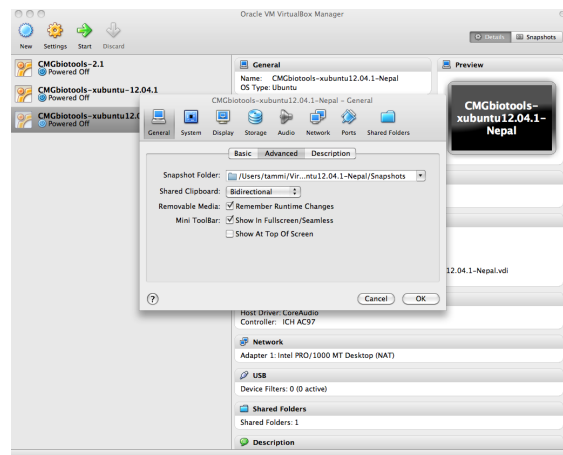 Oracle VM VirtualBox Manager
New Settings Start Discard
Details Snapshots
CMGbiotools-2.1
Powered Off
CMGbiotools-xubuntu-12.04.1
Powered Off
CMGbiotools-xubuntu12.0
Powered Off
General
Name: CMGbiotools-xubuntu12.04.1-Nepal
OS Type: Ubuntu
Preview
CMGbiotools-
xubuntu12.04.1-
Nepal
CMGbiotools-xubuntu12.04.1-Nepal - General
General System Display Storage Audio Network Ports Shared Folders
Basic Advanced Description
Snapshot Folder: /Users/tammi/Vir...ntu12.04.1-Nepal/Snapshots
Shared Clipboard: Bidirectional
Removable Media: Remember Runtime Changes
Mini ToolBar: Show In Fullscreen/Seamless
Show At Top Of Screen
? Cancel OK
12.04.1-Nepal.vdi
Host Driver: CoreAudio
Controller: ICH AC97
Network
Adapter 1: Intel PRO/1000 MT Desktop (NAT)
USB
Device Filters: 0 (0 active)
Shared Folders
Shared Folders: 1
Description